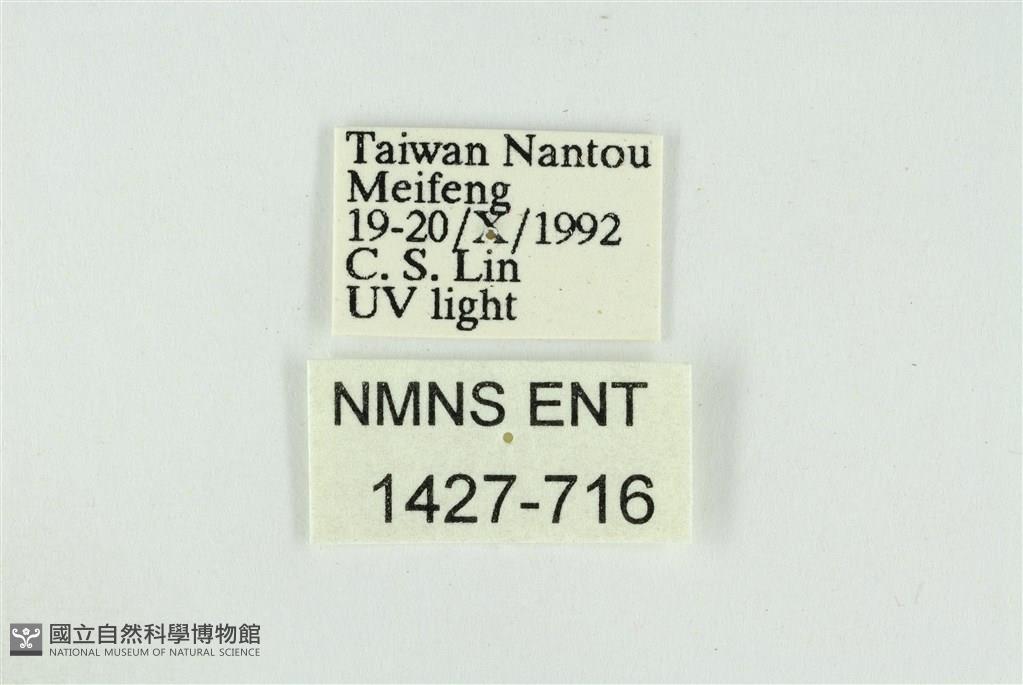 Taiwan Nantou
Meifeng
19-20/X/1992
C. S. Lin
UV light
NMNS ENT
1427-716
國立自然科學博物館
NATIONAL MUSEUM OF NATURAL SCIENCE